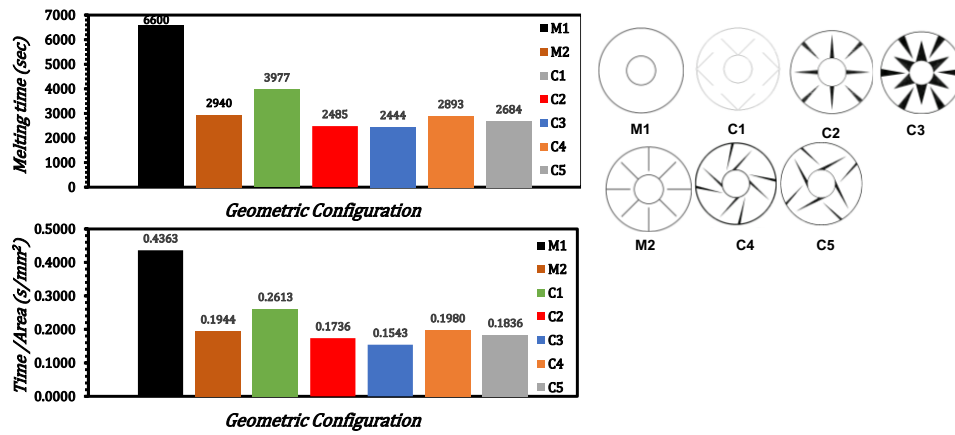 7000
6000
5000
4000
3000
2000
1000
0
Melting time (sec)
6600
2940
3977
2485
2444
2893
2684
M1
M2
C1
C2
C3
C4
C5
Geometric Configuration
0.5000
0.4000
0.3000
0.2000
0.1000
0.0000
Time /Area (s/mm²)
0.4363
0.1944
0.2613
0.1736
0.1543
0.1980
0.1836
M1
M2
C1
C2
C3
C4
C5
Geometric Configuration
M1 C1 C2 C3
M2 C4 C5